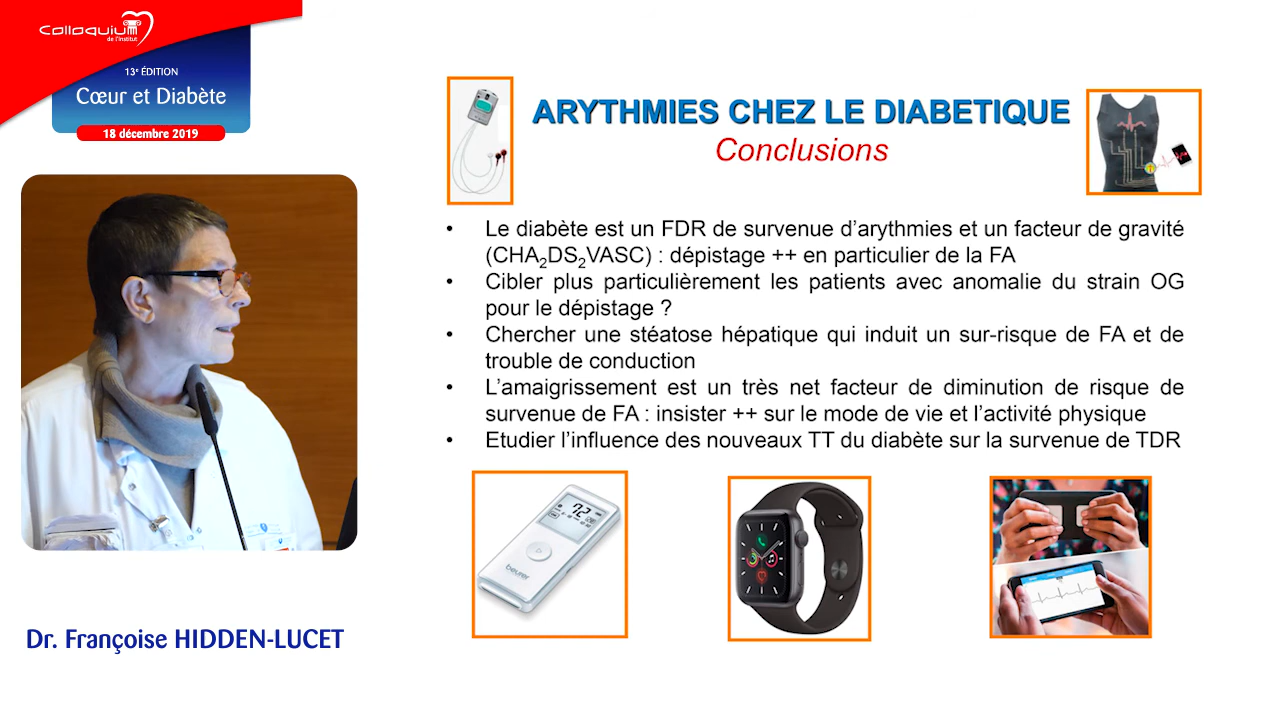 Colloquium
de l'Institut
13e ÉDITION
Cœur et Diabète
18 décembre 2019
ARYTHMIES CHEZ LE DIABETIQUE
Conclusions
• Le diabète est un FDR de survenue d'arythmies et un facteur de gravité
(CHA2DS2VASC) : dépistage ++ en particulier de la FA
• Cibler plus particulièrement les patients avec anomalie du strain OG
pour le dépistage ?
• Chercher une stéatose hépatique qui induit un sur-risque de FA et de
trouble de conduction
• L'amaigrissement est un très net facteur de diminution de risque de
survenue de FA : insister ++ sur le mode de vie et l'activité physique
• Etudier l'influence des nouveaux TT du diabète sur la survenue de TDR
72
beurer
Dr. Françoise HIDDEN-LUCET